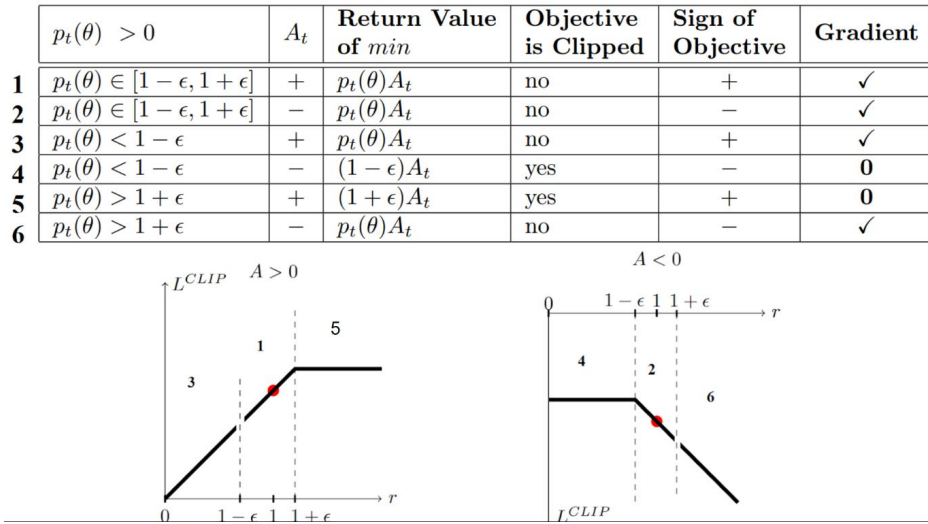 p_t(θ) > 0 A_t Return Value of min Objective is Clipped Sign of Objective Gradient
1 p_t(θ) ∈ [1 − ϵ, 1 + ϵ] + p_t(θ)A_t no + ✓
2 p_t(θ) ∈ [1 − ϵ, 1 + ϵ] − p_t(θ)A_t no − ✓
3 p_t(θ) < 1 − ϵ + p_t(θ)A_t no + ✓
4 p_t(θ) < 1 − ϵ − (1 − ϵ)A_t yes − 0
5 p_t(θ) > 1 + ϵ + (1 + ϵ)A_t yes + 0
6 p_t(θ) > 1 + ϵ − p_t(θ)A_t no − ✓
L^{CLIP} A > 0
5
1
3
0 1 − ϵ 1 1 + ϵ r
A < 0
0 1 − ϵ 1 1 + ϵ r
4 2
6
L^{CLIP}